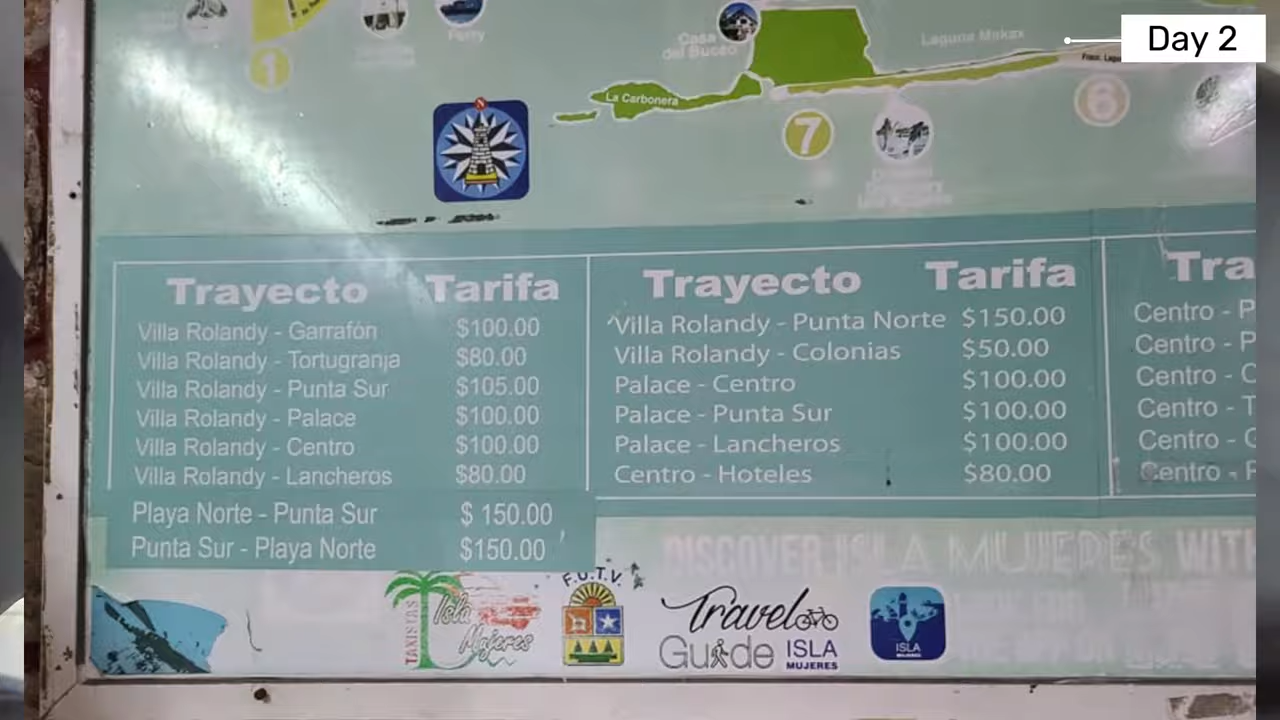 Day 2
Ferry
Casa
del Buceo
Laguna Makax
La Carbonera
1
7
6
N
Trayecto Tarifa
Villa Rolandy - Garrafón $100.00
Villa Rolandy - Tortugranja $80.00
Villa Rolandy - Punta Sur $105.00
Villa Rolandy - Palace $100.00
Villa Rolandy - Centro $100.00
Villa Rolandy - Lancheros $80.00
Playa Norte - Punta Sur $ 150.00
Punta Sur - Playa Norte $150.00
Trayecto Tarifa
Villa Rolandy - Punta Norte $150.00
Villa Rolandy - Colonias $50.00
Palace - Centro $100.00
Palace - Punta Sur $100.00
Palace - Lancheros $100.00
Centro - Hoteles $80.00
Tra
Centro - P
Centro - P
Centro - C
Centro - T
Centro - G
Centro -
DISCOVER ISLA MUJERES WITH
TAXISTAS
Isla
Mujeres
F.U.T.V.
Travel
Guide ISLA
MUJERES
ISLA
MUJERES